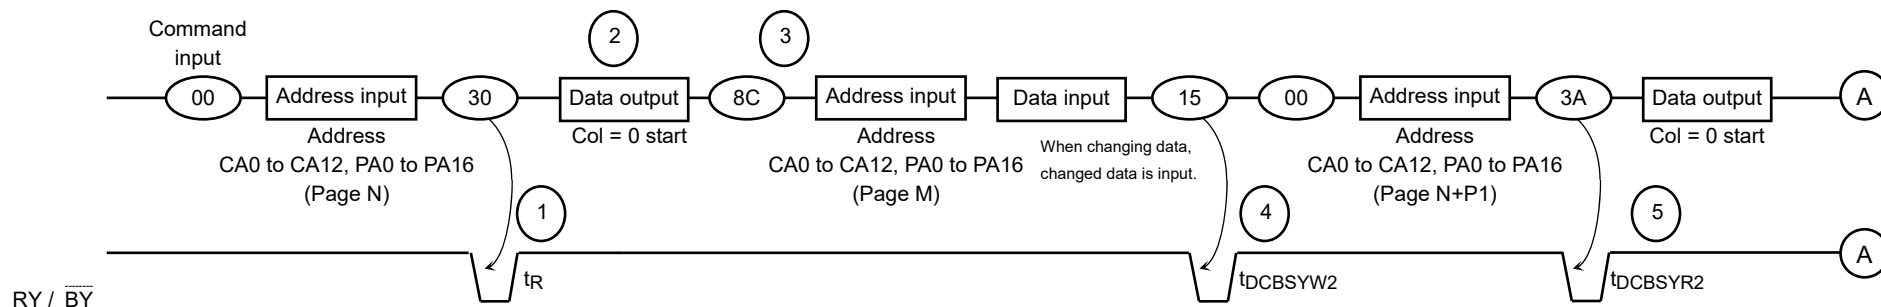 Command
input
2
3
00
Address input
30
Data output
8C
Address input
Data input
15
00
Address input
3A
Data output
A
Address
CA0 to CA12, PA0 to PA16
(Page N)
Col = 0 start
Address
CA0 to CA12, PA0 to PA16
(Page M)
When changing data,
changed data is input.
Address
CA0 to CA12, PA0 to PA16
(Page N+P1)
Col = 0 start
1
4
5
A
tR
tDCBSYW2
tDCBSYR2
RY / BY